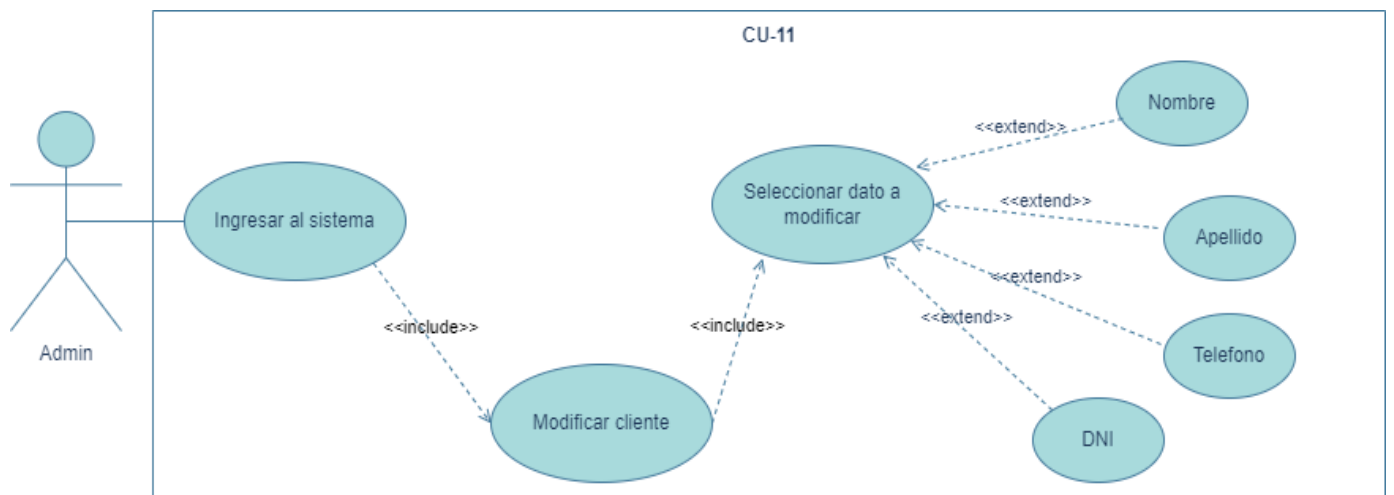 CU-11
Nombre
<<extend>>
Seleccionar dato a
modificar
<<extend>>
Ingresar al sistema
Apellido
<<extend>>
<<extend>>
<<include>>
<<include>>
Telefono
Admin
Modificar cliente
DNI